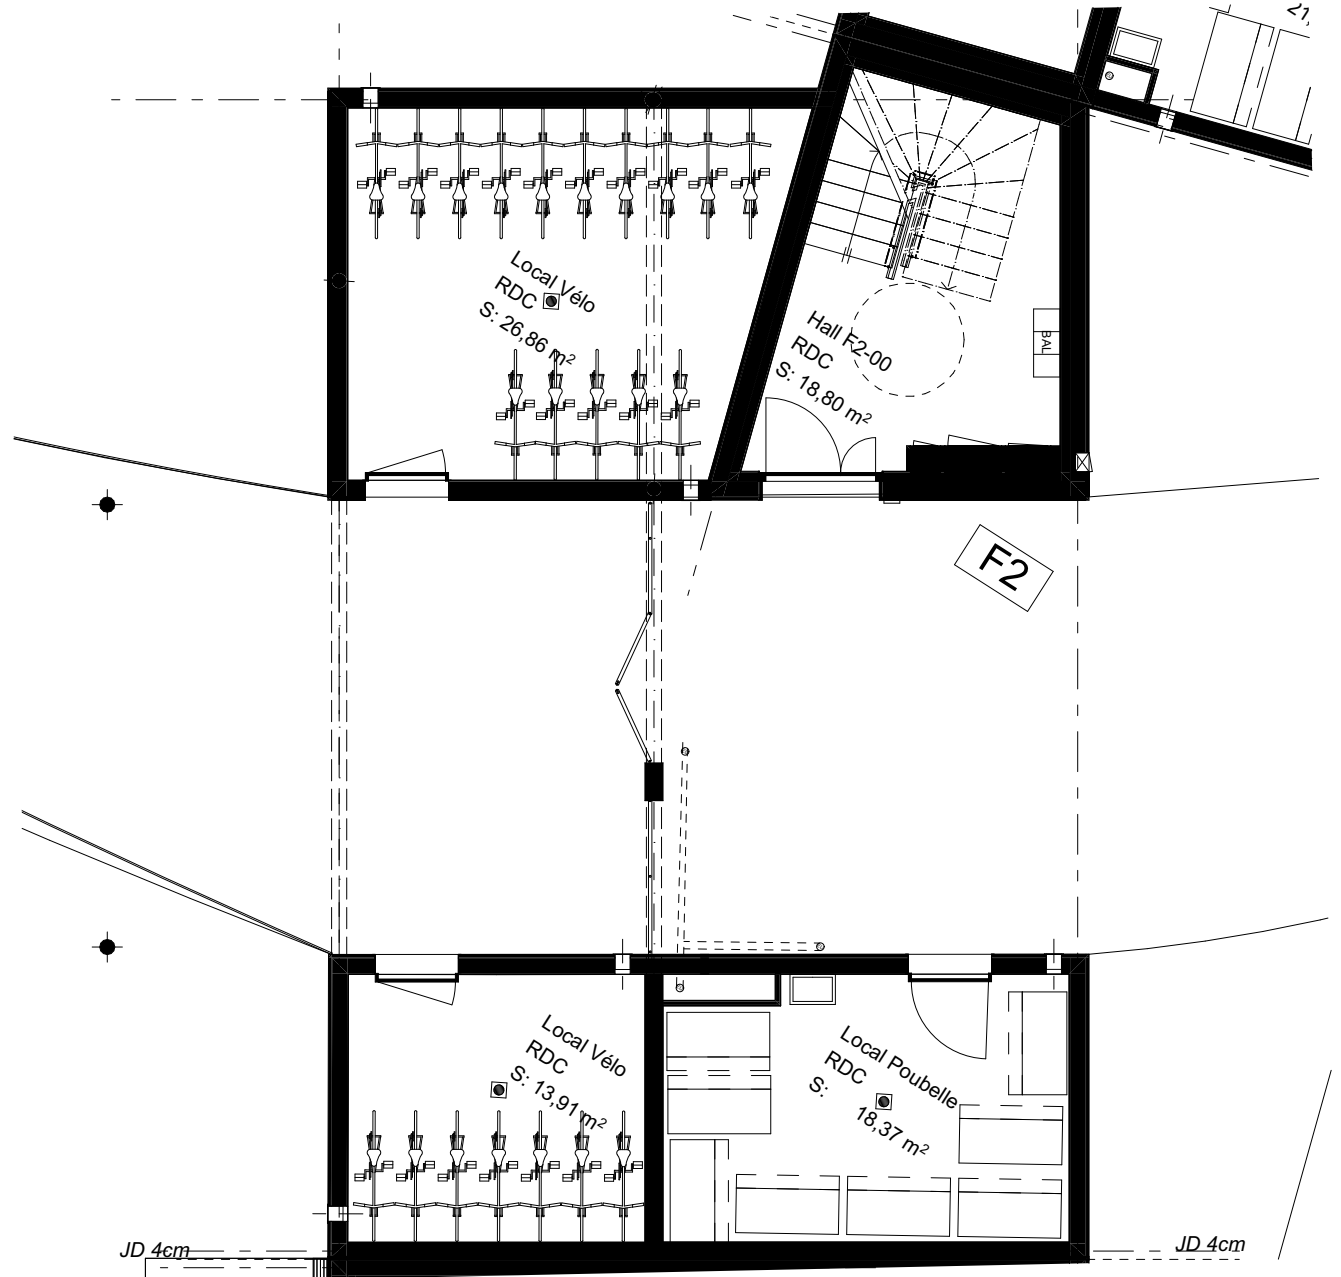 21,
Local Vélo
RDC
S: 26,86 m²
Hall F2-00
RDC
S: 18,80 m²
BAL
F2
Local Vélo
RDC
S: 13,91 m²
Local Poubelle
RDC
S: 18,37 m²
JD 4cm
JD 4cm